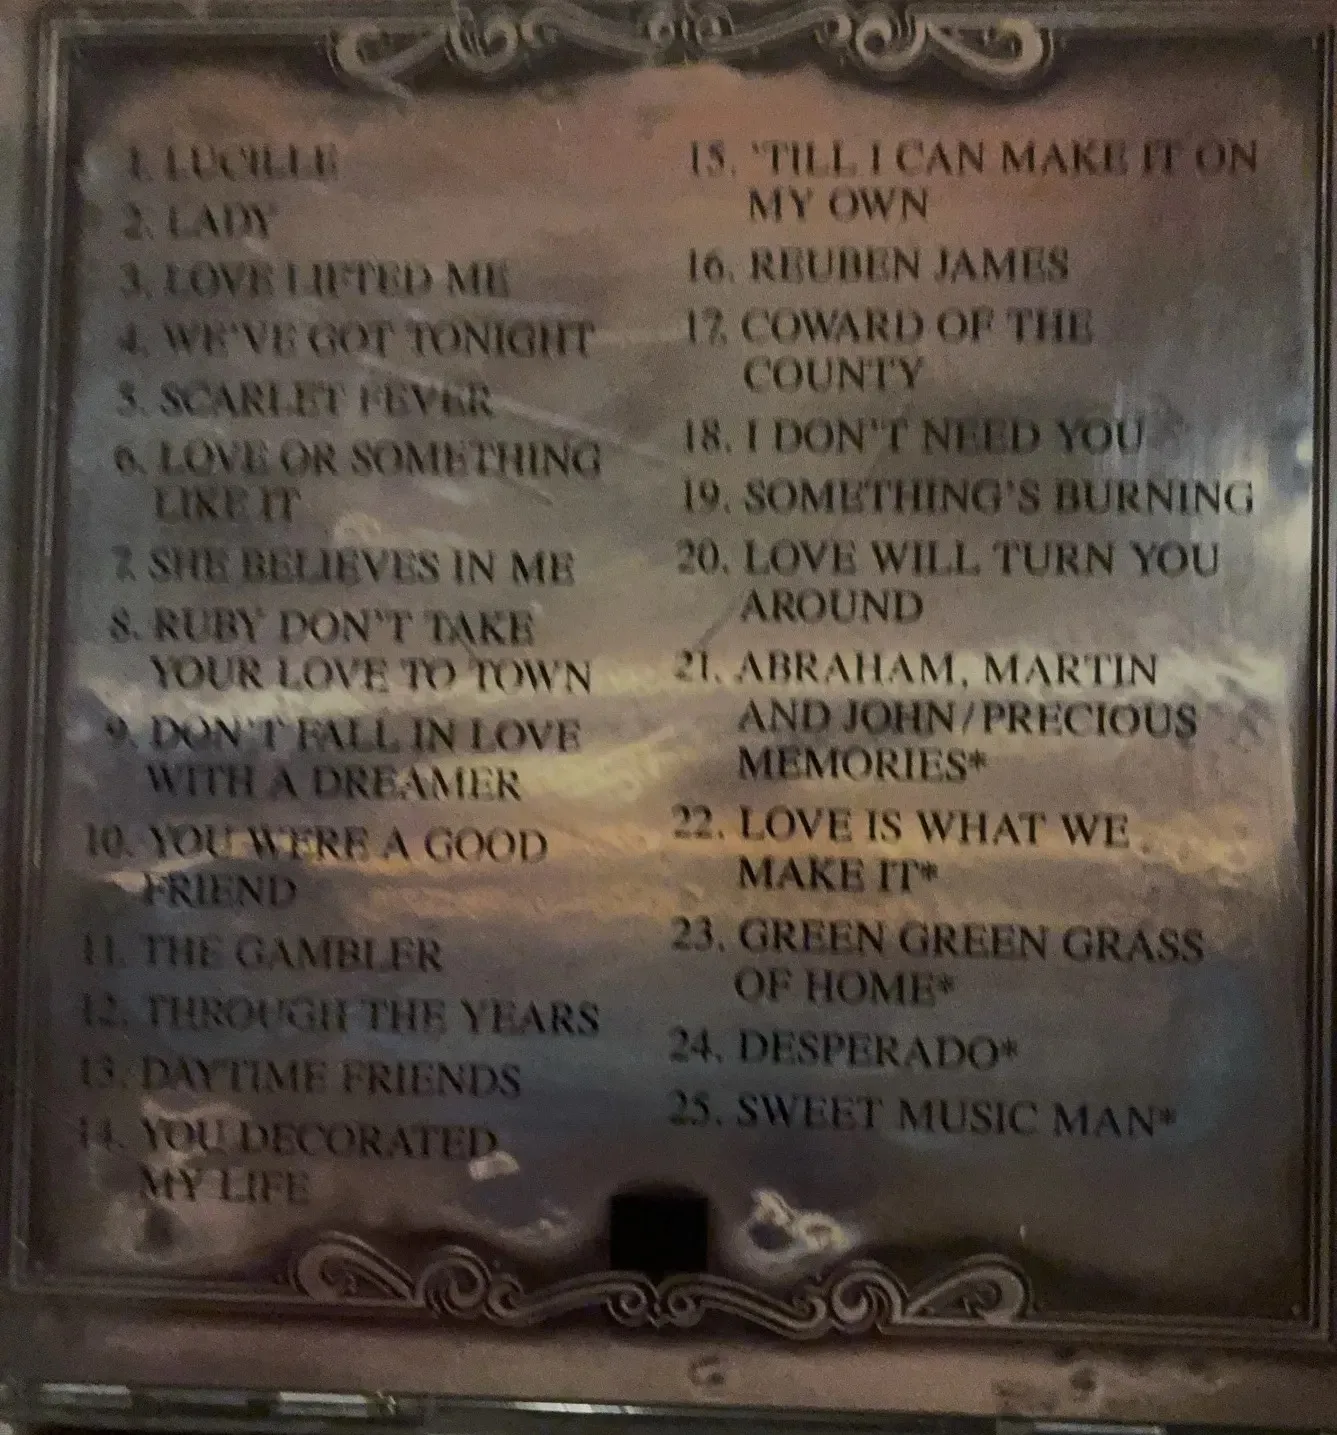 1. LUCILLE
2. LADY
3. LOVE LIFTED ME
4. WE'VE GOT TONIGHT
5. SCARLET FEVER
6. LOVE OR SOMETHING
LIKE IT
7. SHE BELIEVES IN ME
8. RUBY DON'T TAKE
YOUR LOVE TO TOWN
9. DON'T FALL IN LOVE
WITH A DREAMER
10. YOU WERE A GOOD
FRIEND
11. THE GAMBLER
12. THROUGH THE YEARS
13. DAYTIME FRIENDS
14. YOU DECORATED
MY LIFE
15. 'TILL I CAN MAKE IT ON
MY OWN
16. REUBEN JAMES
17. COWARD OF THE
COUNTY
18. I DON'T NEED YOU
19. SOMETHING'S BURNING
20. LOVE WILL TURN YOU
AROUND
21. ABRAHAM, MARTIN
AND JOHN/PRECIOUS
MEMORIES*
22. LOVE IS WHAT WE
MAKE IT*
23. GREEN GREEN GRASS
OF HOME*
24. DESPERADO*
25. SWEET MUSIC MAN*